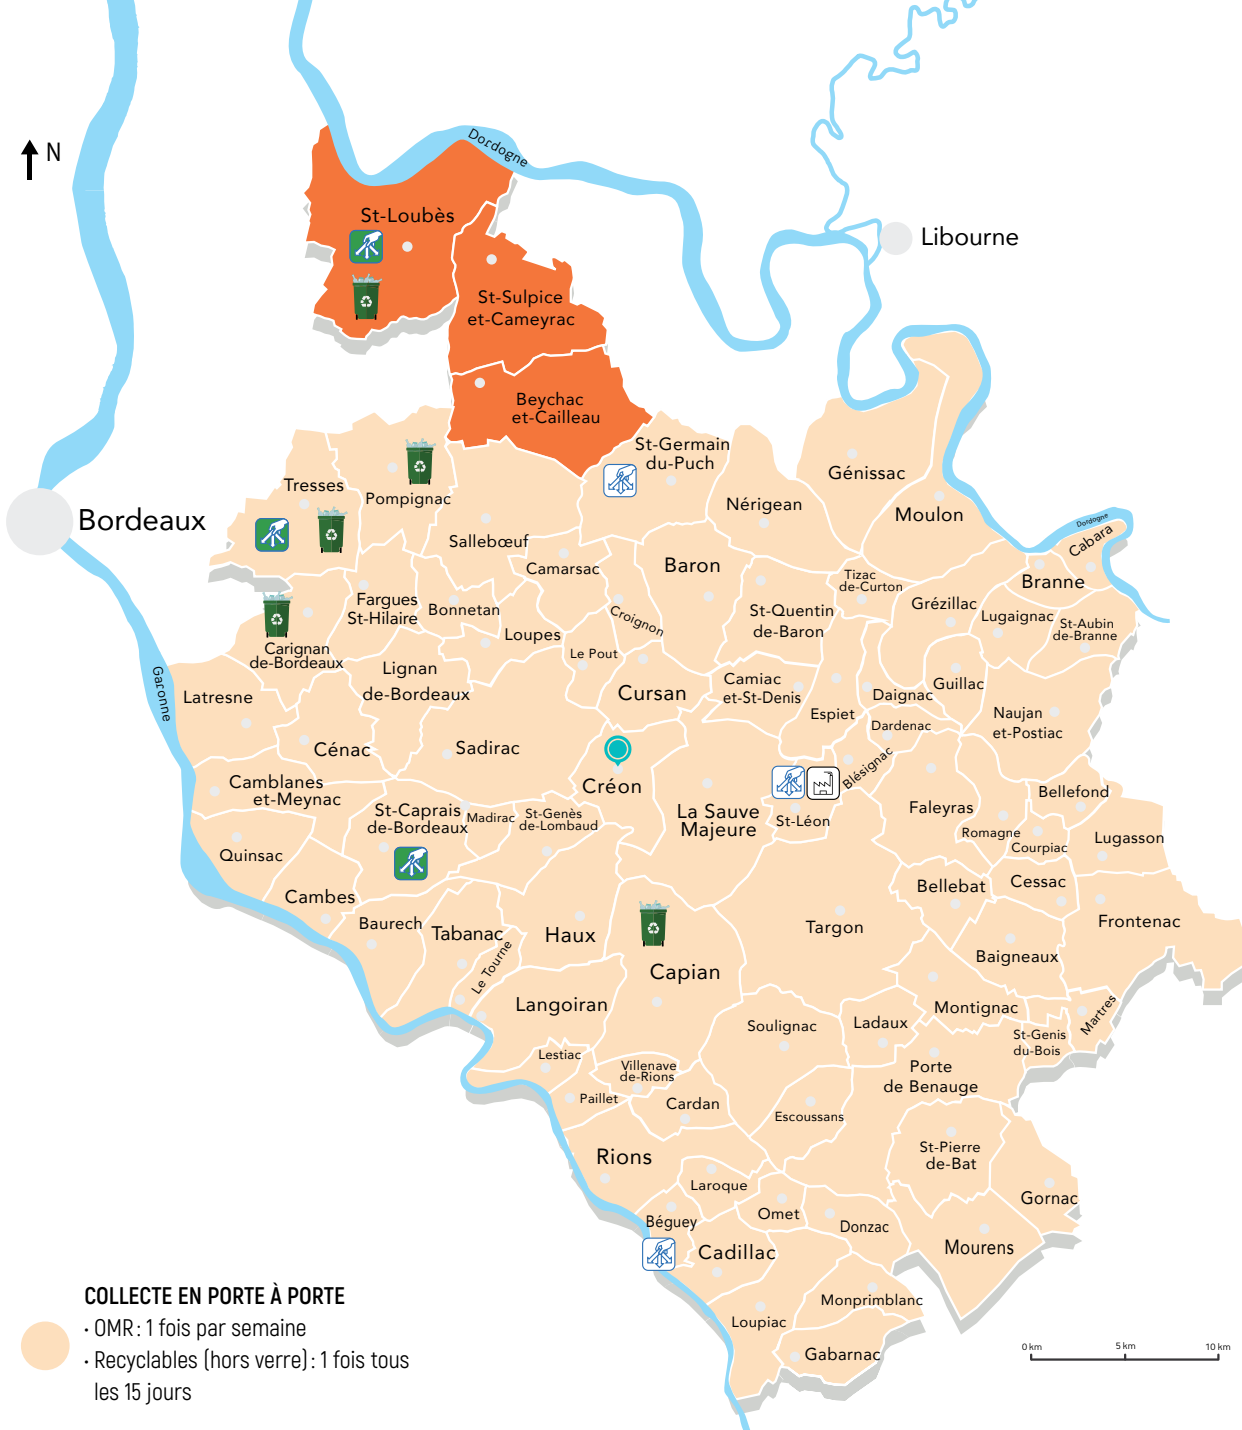 Dordogne
N
St-Loubès
Libourne
St-Sulpice
et-Cameyrac
Beychac
et-Cailleau
St-Germain
du-Puch
Génissac
Tresses
Pompignac
Nérigean
Moulon
Bordeaux
Sallebœuf
Dordogne
Cabara
Camarsac
Baron
Tizac
de-Curton
Branne
Fargues
St-Hilaire
Bonnetan
Croignon
St-Quentin
de-Baron
Grézillac
Lugaignac
St-Aubin
de-Branne
Loupes
Carignan
de-Bordeaux
Le Pout
Lignan
de-Bordeaux
Garonne
Latresne
Cursan
Camiac
et-St-Denis
Daignac
Guillac
Espiet
Dardenac
Naujan
et-Postiac
Cénac
Sadirac
Blésignac
Créon
Camblanes
et-Meynac
Bellefond
St-Caprais
de-Bordeaux
Madirac
St-Genès
de-Lombaud
La Sauve
Majeure
St-Léon
Faleyras
Romagne
Courpiac
Lugasson
Quinsac
Cambes
Bellebat
Cessac
Baurech
Tabanac
Haux
Targon
Frontenac
Le Tourne
Capian
Baigneaux
Langoiran
Montignac
Martres
Soulignac
Ladaux
St-Genis
du-Bois
Lestiac
Villenave
de-Rions
Porte
de Benauge
Paillet
Cardan
Escoussans
Rions
St-Pierre
de-Bat
Laroque
Gornac
Béguey
Omet
Donzac
Cadillac
Mourens
Monprimblanc
Loupiac
Gabarnac
COLLECTE EN PORTE À PORTE
· OMR : 1 fois par semaine
· Recyclables (hors verre) : 1 fois tous
les 15 jours
0 km 5 km 10 km